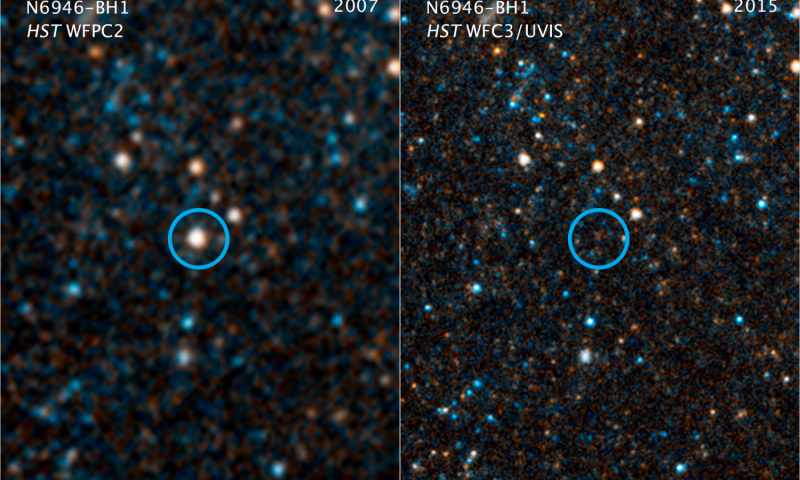 N6946-BH1 2007
HST WFPC2
N6946-BH1 2015
HST WFC3/UVIS